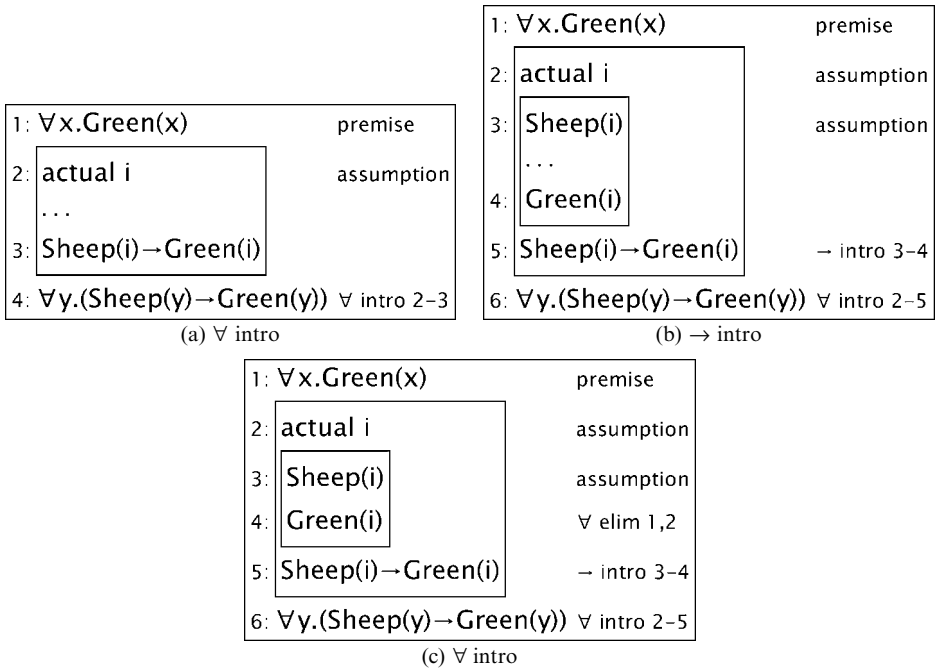 1: ∀x.Green(x) premise
2: actual i assumption
...
3: Sheep(i)→Green(i)
4: ∀y.(Sheep(y)→Green(y)) ∀ intro 2-3
(a) ∀ intro
1: ∀x.Green(x) premise
2: actual i assumption
3: Sheep(i) assumption
...
4: Green(i)
5: Sheep(i)→Green(i) → intro 3-4
6: ∀y.(Sheep(y)→Green(y)) ∀ intro 2-5
(b) → intro
1: ∀x.Green(x) premise
2: actual i assumption
3: Sheep(i) assumption
4: Green(i) ∀ elim 1,2
5: Sheep(i)→Green(i) → intro 3-4
6: ∀y.(Sheep(y)→Green(y)) ∀ intro 2-5
(c) ∀ intro